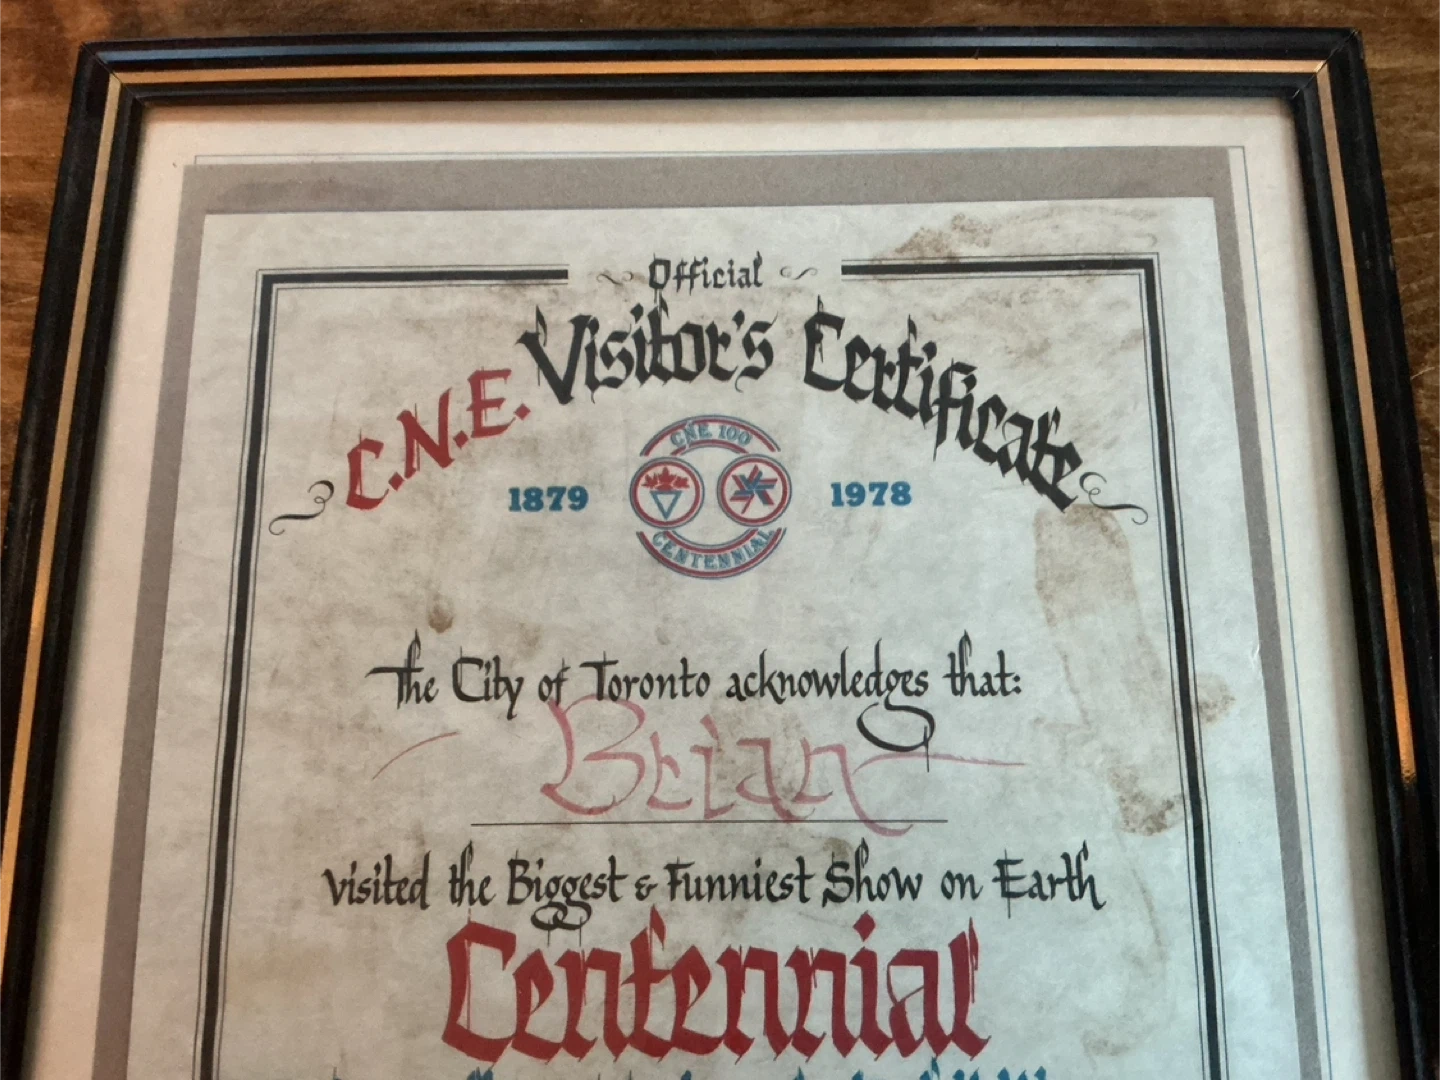 Official
C.N.E. Visitor's Certificate
CNE 100
1879 1978
CENTENNIAL
The City of Toronto acknowledges that:
Brian
visited the Biggest & Funniest Show on Earth
Centennial